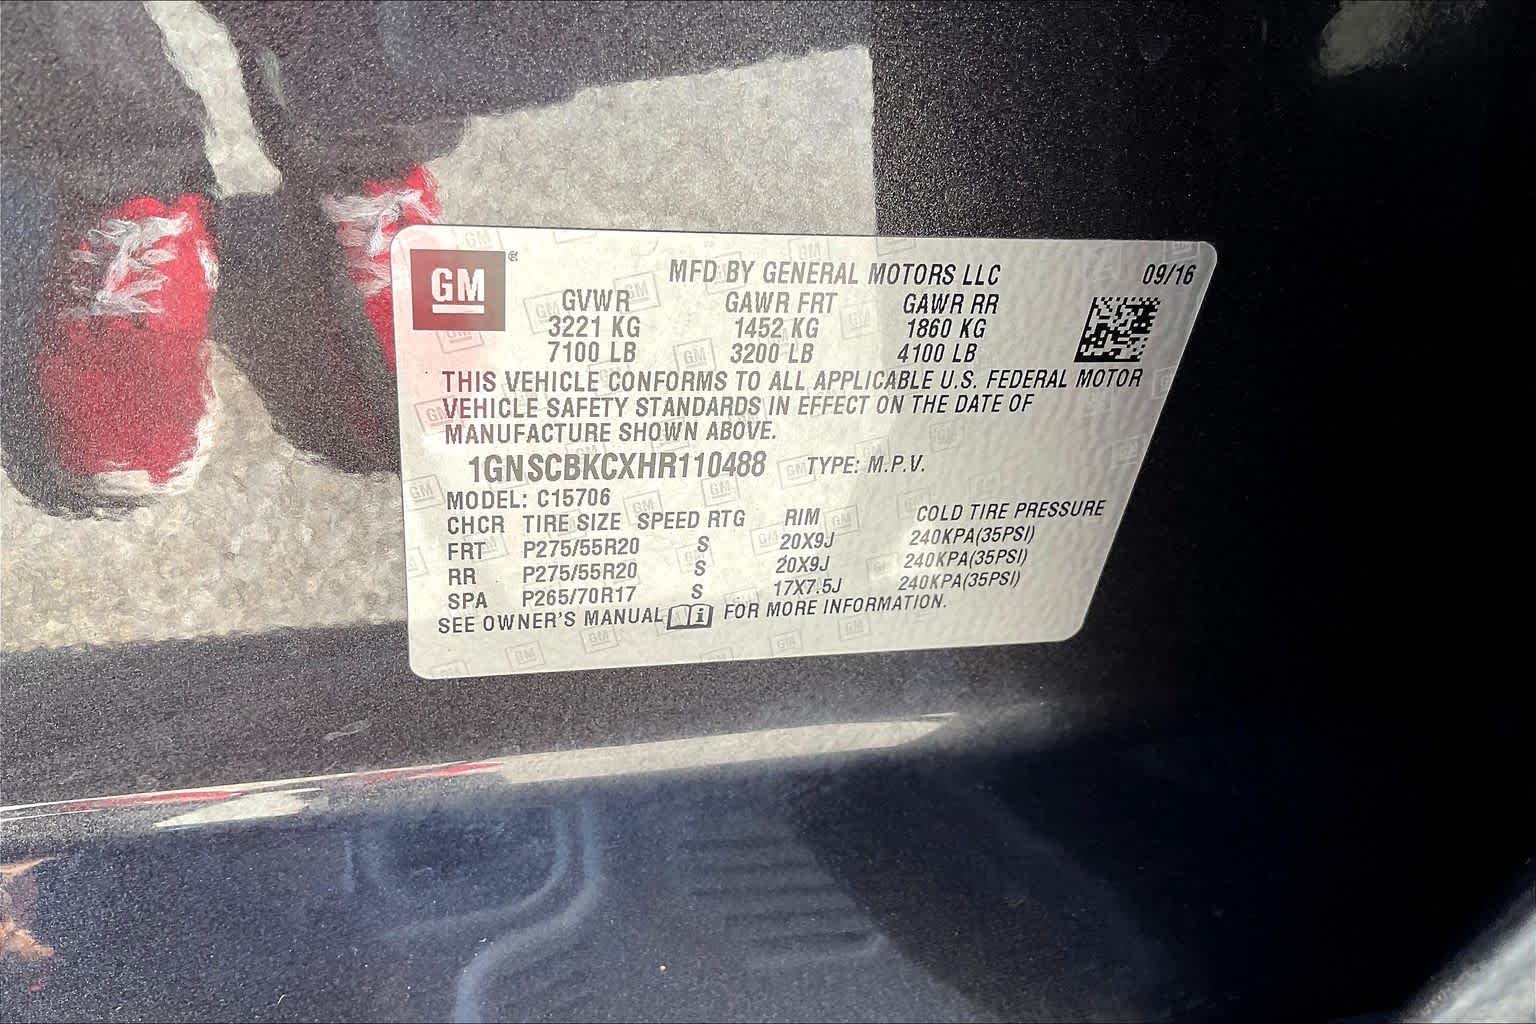 GM®
MFD BY GENERAL MOTORS LLC 09/16
GVWR GAWR FRT GAWR RR
3221 KG 1452 KG 1860 KG
7100 LB 3200 LB 4100 LB
THIS VEHICLE CONFORMS TO ALL APPLICABLE U.S. FEDERAL MOTOR
VEHICLE SAFETY STANDARDS IN EFFECT ON THE DATE OF
MANUFACTURE SHOWN ABOVE.
1GNSCBKCXHR110488 TYPE: M.P.V.
MODEL: C15706
CHCR TIRE SIZE SPEED RTG RIM COLD TIRE PRESSURE
FRT P275/55R20 S 20X9J 240KPA(35PSI)
RR P275/55R20 S 20X9J 240KPA(35PSI)
SPA P265/70R17 S 17X7.5J 240KPA(35PSI)
SEE OWNER'S MANUAL i FOR MORE INFORMATION.